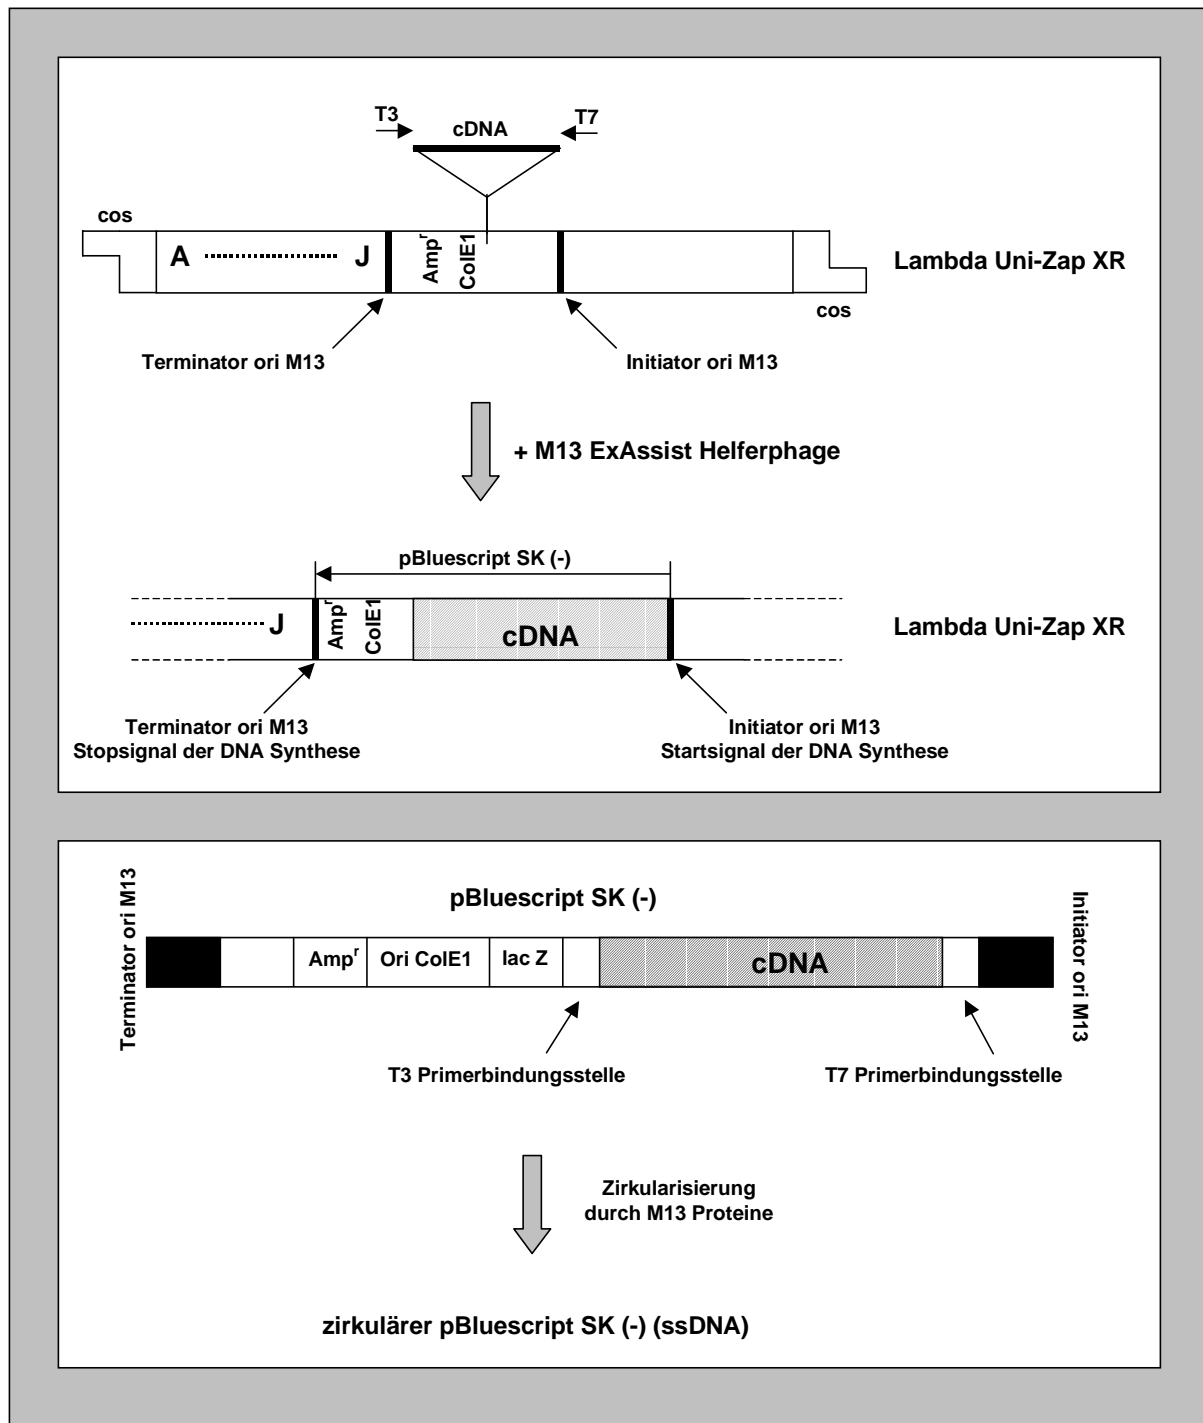 T3
T7
cDNA
cos
A
J
Ampʳ
ColE1
Lambda Uni-Zap XR
cos
Terminator ori M13
Initiator ori M13
+ M13 ExAssist Helferphage
pBluescript SK (-)
J
Ampʳ
ColE1
cDNA
Lambda Uni-Zap XR
Terminator ori M13
Stopsignal der DNA Synthese
Initiator ori M13
Startsignal der DNA Synthese
Terminator ori M13
pBluescript SK (-)
Initiator ori M13
Ampʳ
Ori ColE1
lac Z
cDNA
T3 Primerbindungsstelle
T7 Primerbindungsstelle
Zirkularisierung
durch M13 Proteine
zirkulärer pBluescript SK (-) (ssDNA)